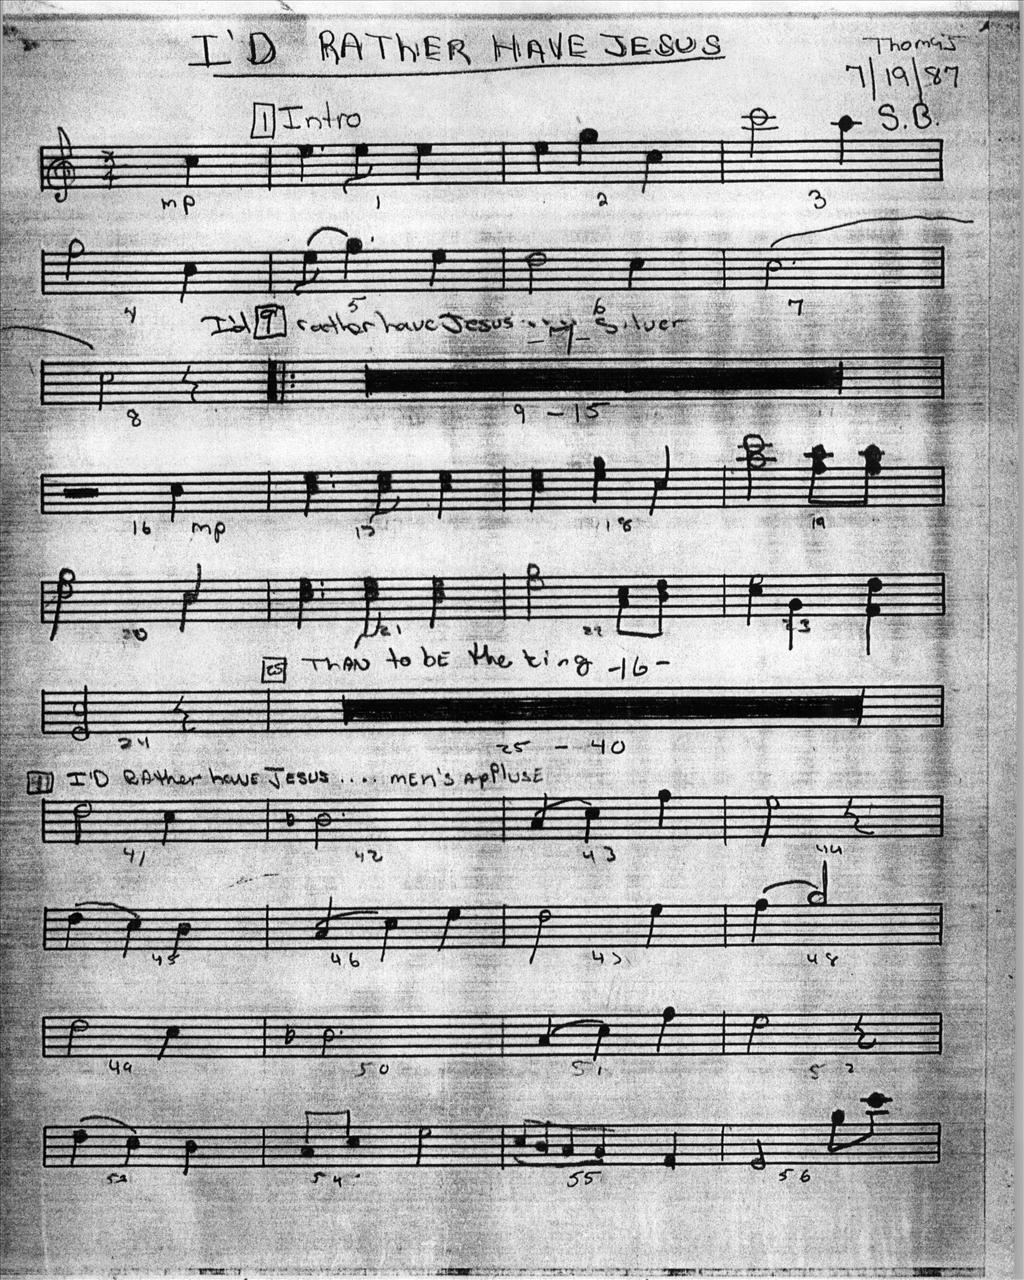 I'D RATHER HAVE JESUS
Thomas
7/19/87
S.B.
1 Intro
mp 1 2 3
4 5 6 7
I'd 9 rather have Jesus ... Silver
-7-
8 9 - 15
16 mp 17 18 19
20 21 22 23
25 THAN to bE the king -16-
24 25 - 40
I'D RAther have JESUS ..... MEN'S APPluSE
41 42 43 44
45 46 47 48
49 50 51 52
53 54 55 56